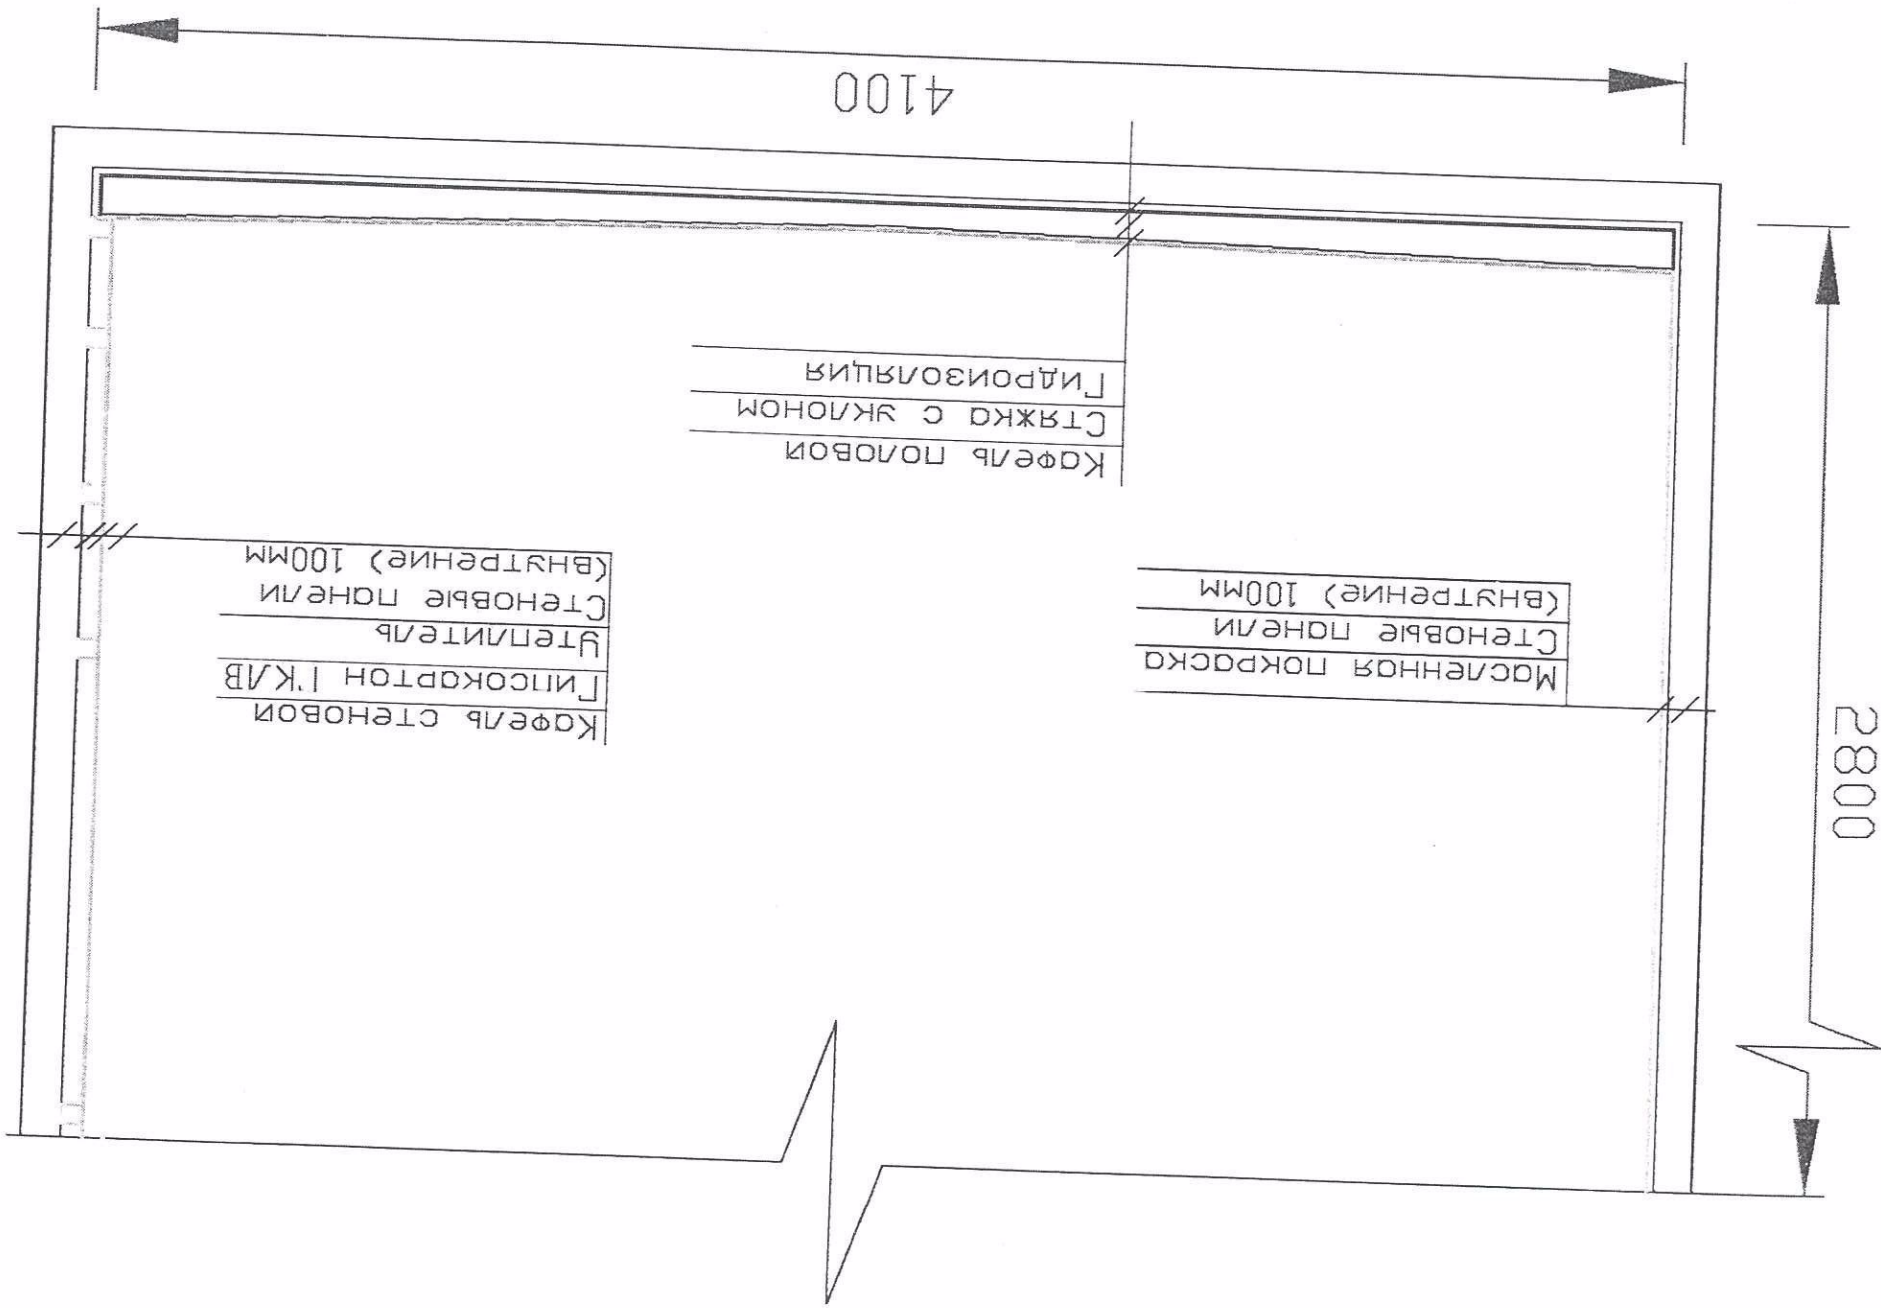 Масленная покраска
Стеновые панели
(внутрение) 100мм
Кафель стеновой
Гипсокартон ГКЛВ
Утеплитель
Стеновые панели
(внутрение) 100мм
Кафель половой
Стяжка с уклоном
Гидроизоляция
2800
4100